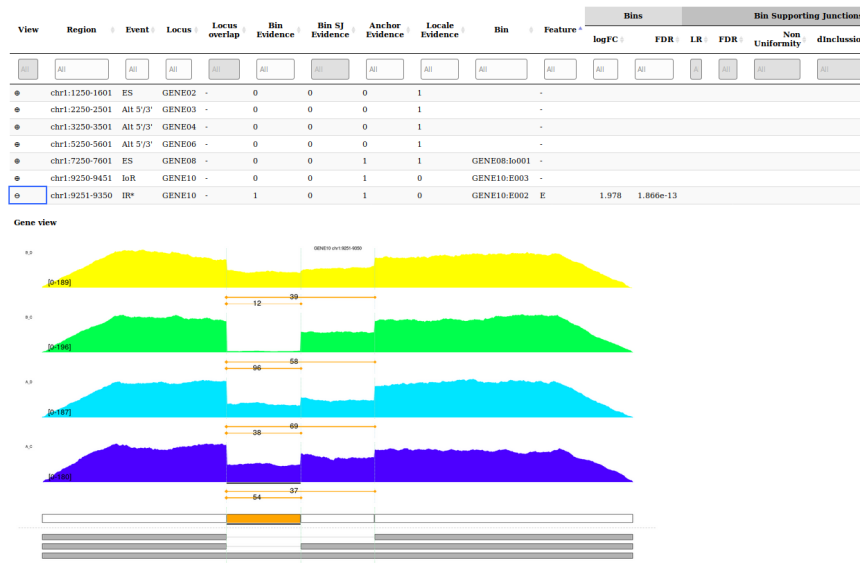 Bins Bin Supporting Junctions
View Region Event Locus Locus overlap Bin Evidence Bin SJ Evidence Anchor Evidence Locale Evidence Bin Feature logFC FDR LR FDR Non Uniformity dInclusion
All All All All All All All All All All All All All A All All All
chr1:1250-1601 ES GENE02 - 0 0 0 1 -
chr1:2250-2501 Alt 5'/3' GENE03 - 0 0 0 1 -
chr1:3250-3501 Alt 5'/3' GENE04 - 0 0 0 1 -
chr1:5250-5601 Alt 5'/3' GENE06 - 0 0 0 1 -
chr1:7250-7601 ES GENE08 - 0 0 1 1 GENE08:Io001 -
chr1:9250-9451 IoR GENE10 - 0 0 1 0 GENE10:E003 -
chr1:9251-9350 IR* GENE10 - 1 0 1 0 GENE10:E002 E 1.978 1.866e-13
Gene view
GENE10 chr1:9251-9350
[0-189]
39
12
[0-196]
58
96
[0-187]
69
38
37
54